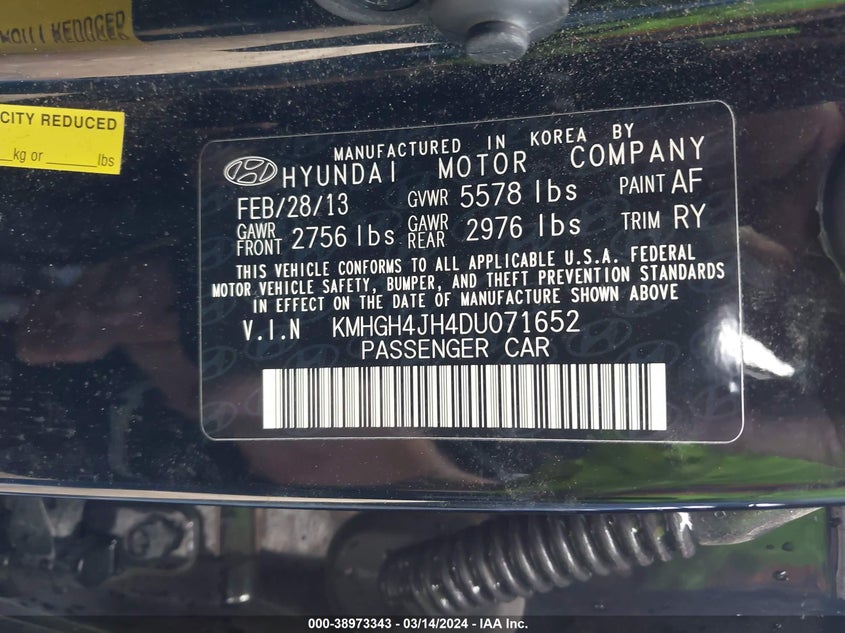 CITY REDUCED
kg or lbs
MANUFACTURED IN KOREA BY
HYUNDAI MOTOR COMPANY
FEB/28/13 GVWR 5578 lbs PAINT AF
GAWR FRONT 2756 lbs GAWR REAR 2976 lbs TRIM RY
THIS VEHICLE CONFORMS TO ALL APPLICABLE U.S.A. FEDERAL
MOTOR VEHICLE SAFETY, BUMPER, AND THEFT PREVENTION STANDARDS
IN EFFECT ON THE DATE OF MANUFACTURE SHOWN ABOVE
V.I.N KMHGH4JH4DU071652
PASSENGER CAR
000-38973343 - 03/14/2024 - IAA Inc.